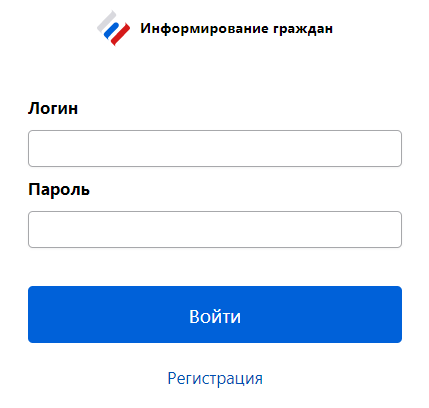 Информирование граждан
Логин
Пароль
Войти
Регистрация